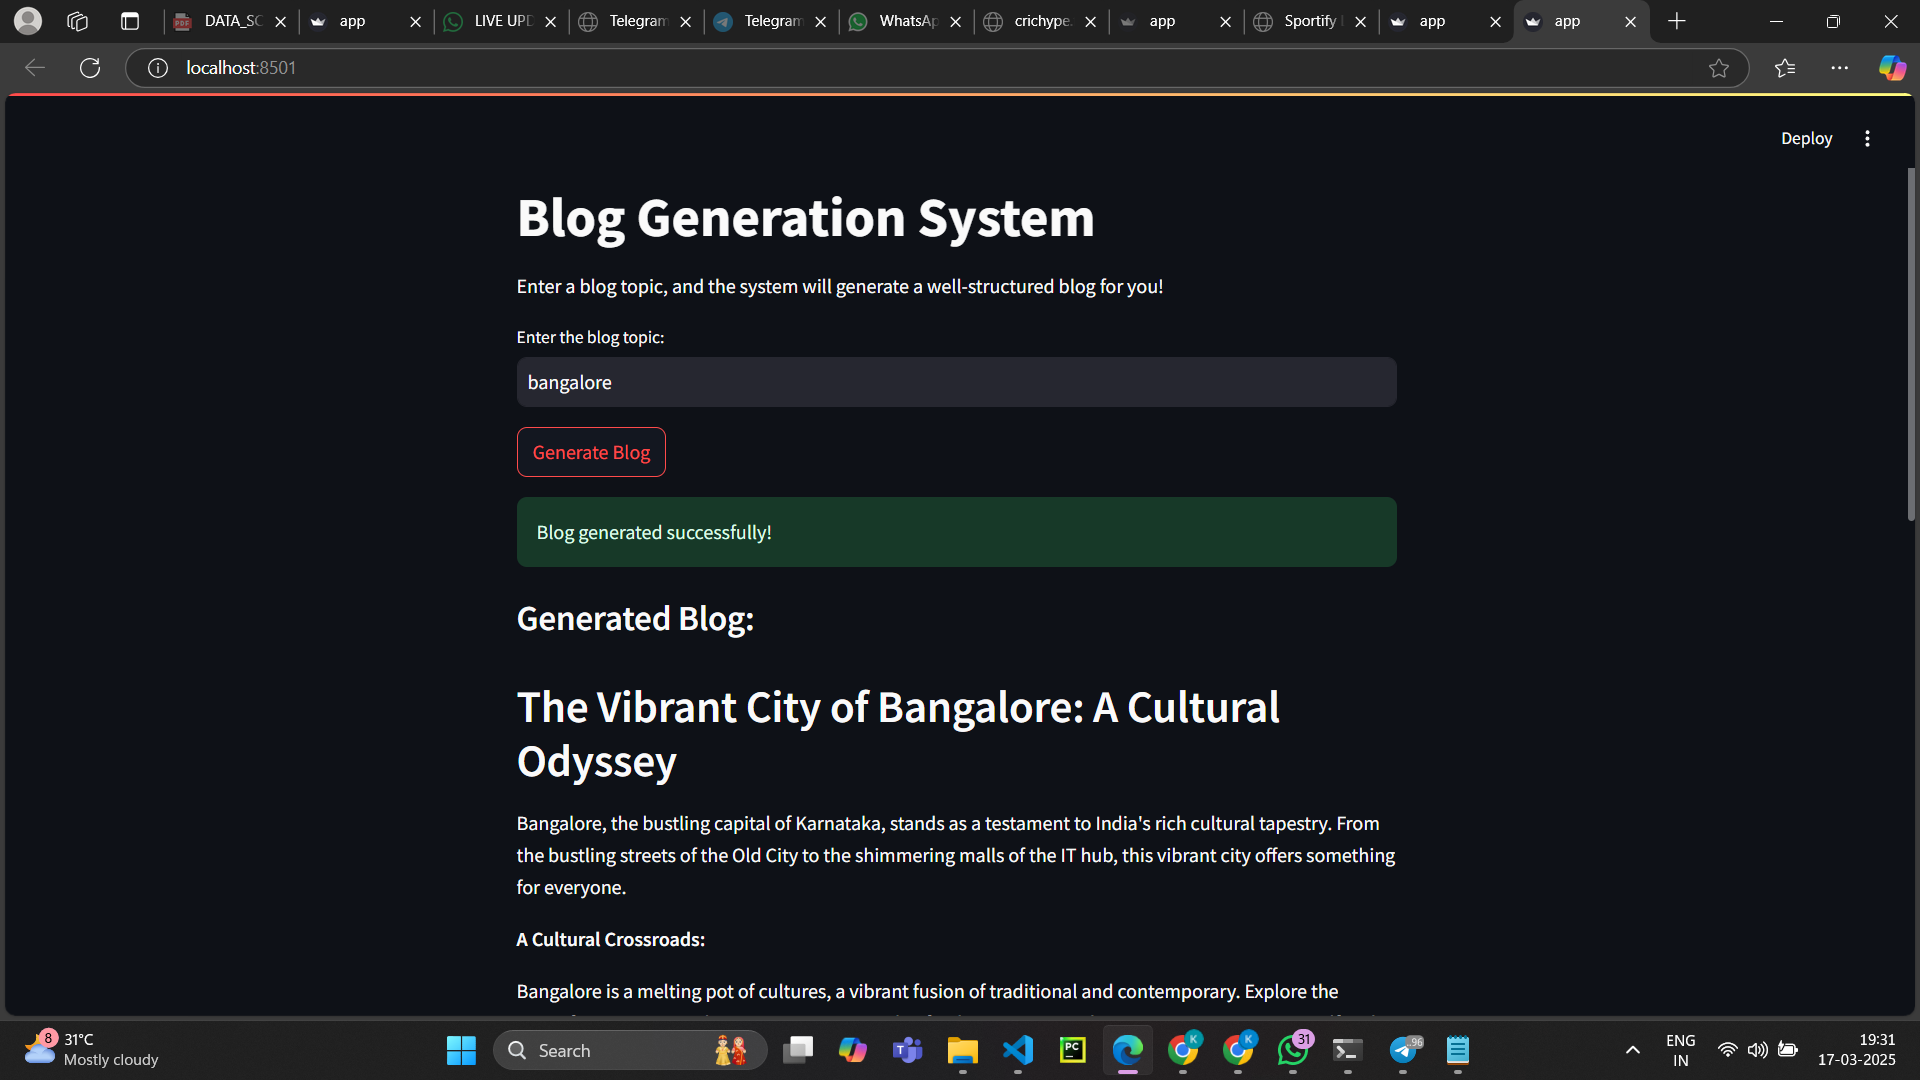 DATA_SC
app
LIVE UPD
Telegram
Telegram
WhatsAp
crichype.
app
Sportify
app
app
localhost:8501
Deploy
Blog Generation System
Enter a blog topic, and the system will generate a well-structured blog for you!
Enter the blog topic:
bangalore
Generate Blog
Blog generated successfully!
Generated Blog:
The Vibrant City of Bangalore: A Cultural
Odyssey
Bangalore, the bustling capital of Karnataka, stands as a testament to India's rich cultural tapestry. From
the bustling streets of the Old City to the shimmering malls of the IT hub, this vibrant city offers something
for everyone.
A Cultural Crossroads:
Bangalore is a melting pot of cultures, a vibrant fusion of traditional and contemporary. Explore the
8
31°C
Mostly cloudy
Search
PC
K
K
31
96
ENG
IN
19:31
17-03-2025